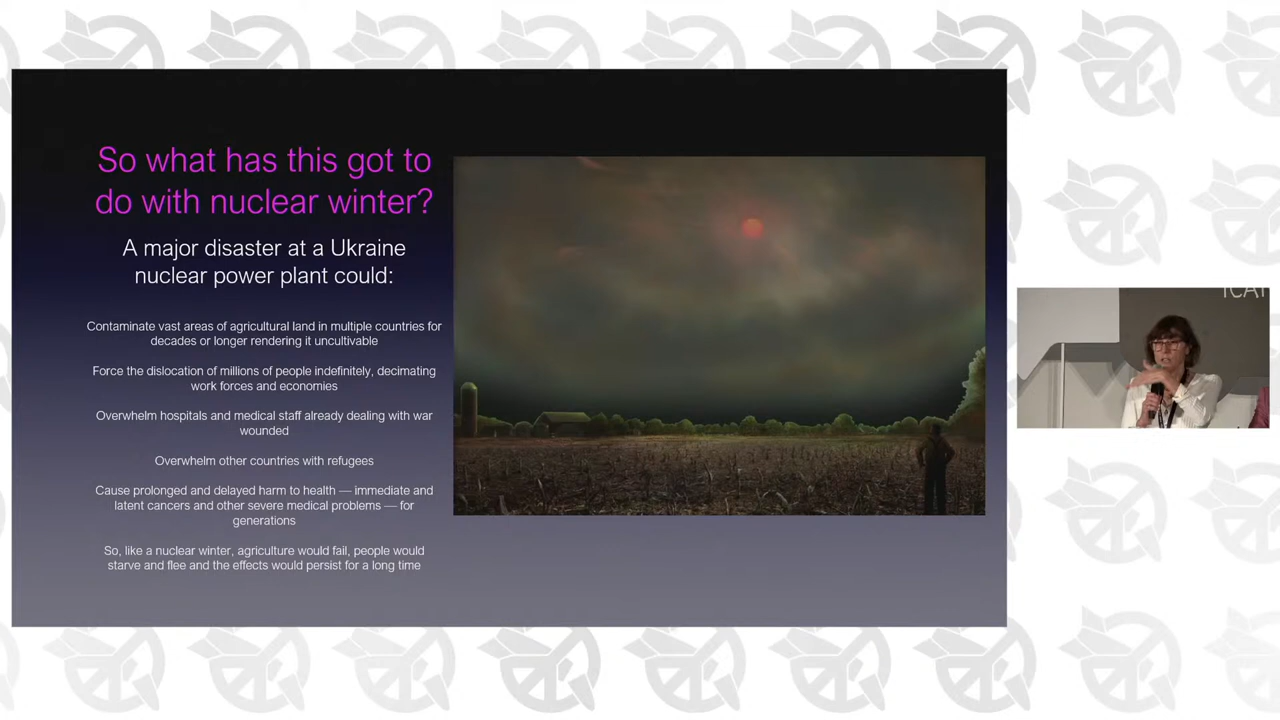 So what has this got to
do with nuclear winter?
A major disaster at a Ukraine
nuclear power plant could:
Contaminate vast areas of agricultural land in multiple countries for
decades or longer rendering it uncultivable
Force the dislocation of millions of people indefinitely, decimating
work forces and economies
Overwhelm hospitals and medical staff already dealing with war
wounded
Overwhelm other countries with refugees
Cause prolonged and delayed harm to health — immediate and
latent cancers and other severe medical problems — for
generations
So, like a nuclear winter, agriculture would fail, people would
starve and flee and the effects would persist for a long time